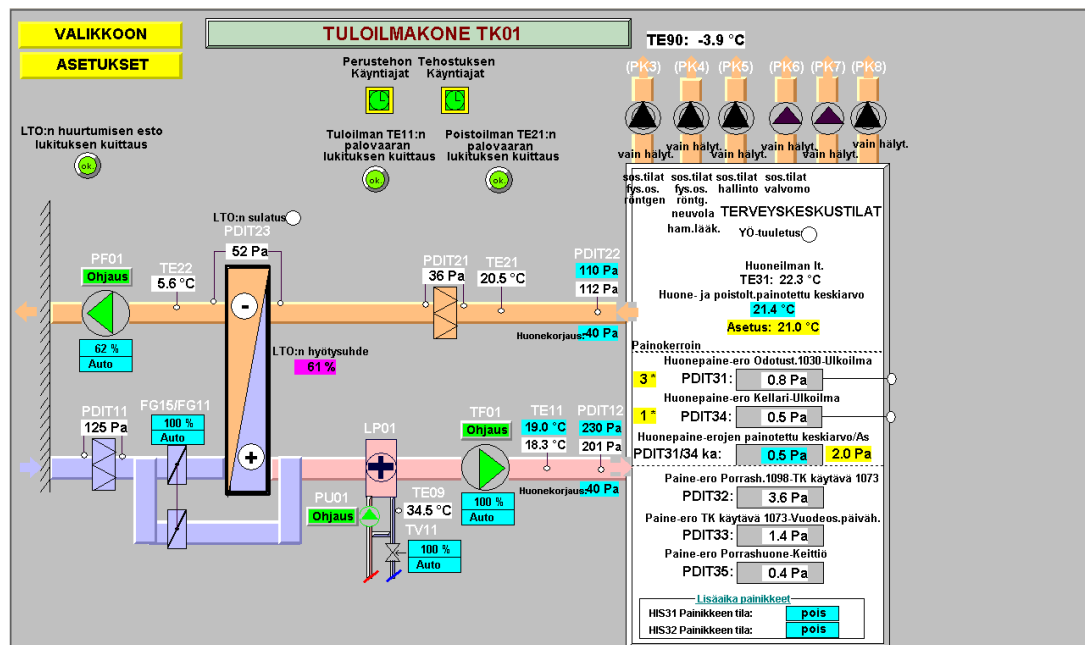 VALIKKOON
TULOILMAKONE TK01
TE90: -3.9 °C
ASETUKSET
Perustehon
Käyntiajat
Tehostuksen
Käyntiajat
(PK3) (PK4) (PK5) (PK6) (PK7) (PK8)
LTO:n huurtumisen esto
lukituksen kuittaus
ok.
Tuloilman TE11:n
palovaaran
lukituksen kuittaus
ok.
Poistoilman TE21:n
palovaaran
lukituksen kuittaus
ok.
vain hälyt. vain hälyt. vain hälyt. vain hälyt.
sos.tilat
fys.os.
röntgen
sos.tilat
fys.os.
röntg.
neuvola
ham.lääk.
sos.tilat
hallinto
sos.tilat
valvomo
TERVEYSKESKUSTILAT
YÖ-tuuletus
LTO:n sulatus
PDIT23
52 Pa
PF01
Ohjaus
TE22
5.6 °C
PDIT21
36 Pa
TE21
20.5 °C
PDIT22
110 Pa
112 Pa
Huoneilman lt.
TE31: 22.3 °C
Huone- ja poistolt.painotettu keskiarvo
21.4 °C
Asetus: 21.0 °C
62 %
Auto
-
Huonekorjaus: -40 Pa
LTO:n hyötysuhde
61 %
Painokerroin
Huonepaine-ero Odotust.1030-Ulkoilma
3 * PDIT31: 0.8 Pa
Huonepaine-ero Kellari-Ulkoilma
1 * PDIT34: 0.5 Pa
Huonepaine-erojen painotettu keskiarvo/As
PDIT31/34 ka: 0.5 Pa 2.0 Pa
PDIT11
125 Pa
FG15/FG11
100 %
Auto
+
LP01
TF01
Ohjaus
TE11
19.0 °C
18.3 °C
PDIT12
230 Pa
201 Pa
Huonekorjaus: -40 Pa
100 %
Auto
PU01
Ohjaus
TE09
34.5 °C
TV11
100 %
Auto
Paine-ero Porrash.1098-TK käytävä 1073
PDIT32: 3.6 Pa
Paine-ero TK käytävä 1073-Vuodeos.päiväh.
PDIT33: 1.4 Pa
Paine-ero Porrashuone-Keittiö
PDIT35: 0.4 Pa
Lisäaika painikkeet
HIS31 Painikkeen tila: pois
HIS32 Painikkeen tila: pois